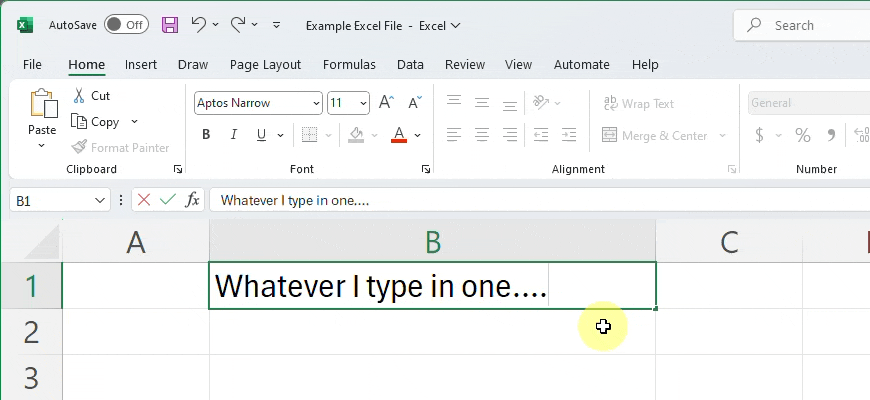 AutoSave Off Example Excel File - Excel Search
File Home Insert Draw Page Layout Formulas Data Review View Automate Help
Paste
Cut
Copy
Format Painter
Clipboard
Aptos Narrow 11 A A
B I U A
Font
ab Wrap Text
Merge & Center
Alignment
General
$ % ,
Number
B1 fx Whatever I type in one....
A B C
1 Whatever I type in one....
2
3